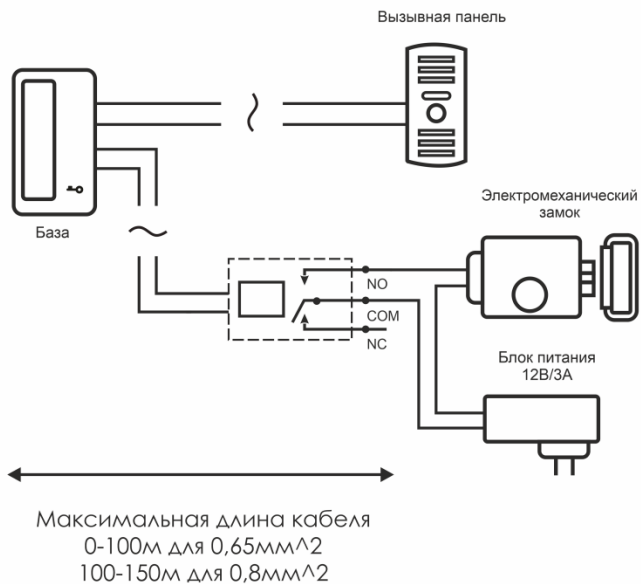 Вызывная панель
База
Электромеханический
замок
NO
COM
NC
Блок питания
12В/3А
Максимальная длина кабеля
0-100м для 0,65мм^2
100-150м для 0,8мм^2